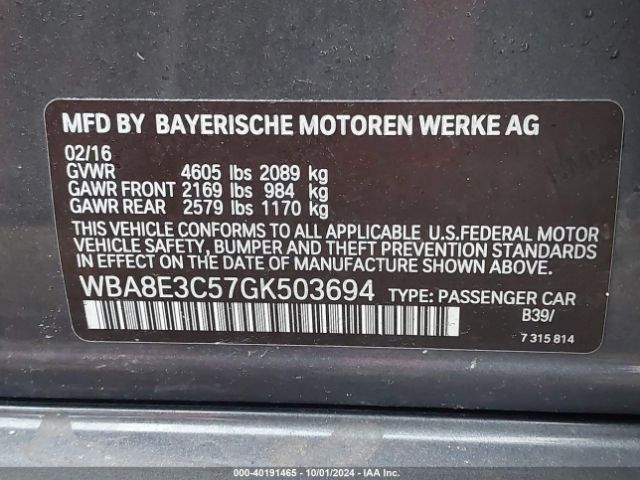 MFD BY BAYERISCHE MOTOREN WERKE AG
02/16
GVWR 4605 lbs 2089 kg
GAWR FRONT 2169 lbs 984 kg
GAWR REAR 2579 lbs 1170 kg
THIS VEHICLE CONFORMS TO ALL APPLICABLE U.S.FEDERAL MOTOR
VEHICLE SAFETY, BUMPER AND THEFT PREVENTION STANDARDS
IN EFFECT ON THE DATE OF MANUFACTURE SHOWN ABOVE.
WBA8E3C57GK503694 TYPE: PASSENGER CAR
B39/
7 315 814
000-40191465 - 10/01/2024 - IAA Inc.